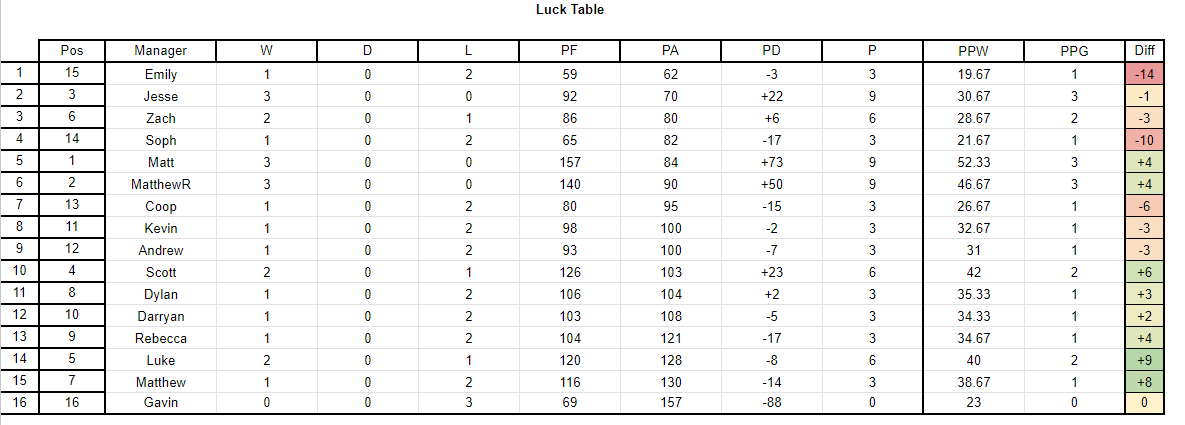 Luck Table
Pos Manager W D L PF PA PD P PPW PPG Diff
1 15 Emily 1 0 2 59 62 -3 3 19.67 1 -14
2 3 Jesse 3 0 0 92 70 +22 9 30.67 3 -1
3 6 Zach 2 0 1 86 80 +6 6 28.67 2 -3
4 14 Soph 1 0 2 65 82 -17 3 21.67 1 -10
5 1 Matt 3 0 0 157 84 +73 9 52.33 3 +4
6 2 MatthewR 3 0 0 140 90 +50 9 46.67 3 +4
7 13 Coop 1 0 2 80 95 -15 3 26.67 1 -6
8 11 Kevin 1 0 2 98 100 -2 3 32.67 1 -3
9 12 Andrew 1 0 2 93 100 -7 3 31 1 -3
10 4 Scott 2 0 1 126 103 +23 6 42 2 +6
11 8 Dylan 1 0 2 106 104 +2 3 35.33 1 +3
12 10 Darryan 1 0 2 103 108 -5 3 34.33 1 +2
13 9 Rebecca 1 0 2 104 121 -17 3 34.67 1 +4
14 5 Luke 2 0 1 120 128 -8 6 40 2 +9
15 7 Matthew 1 0 2 116 130 -14 3 38.67 1 +8
16 16 Gavin 0 0 3 69 157 -88 0 23 0 0